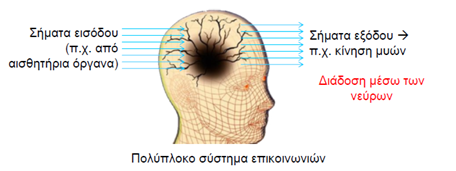 Σήματα εισόδου
(π.χ. από
αισθητήρια όργανα)
Σήματα εξόδου →
π.χ. κίνηση μυών
Διάδοση μέσω των
νεύρων
Πολύπλοκο σύστημα επικοινωνιών